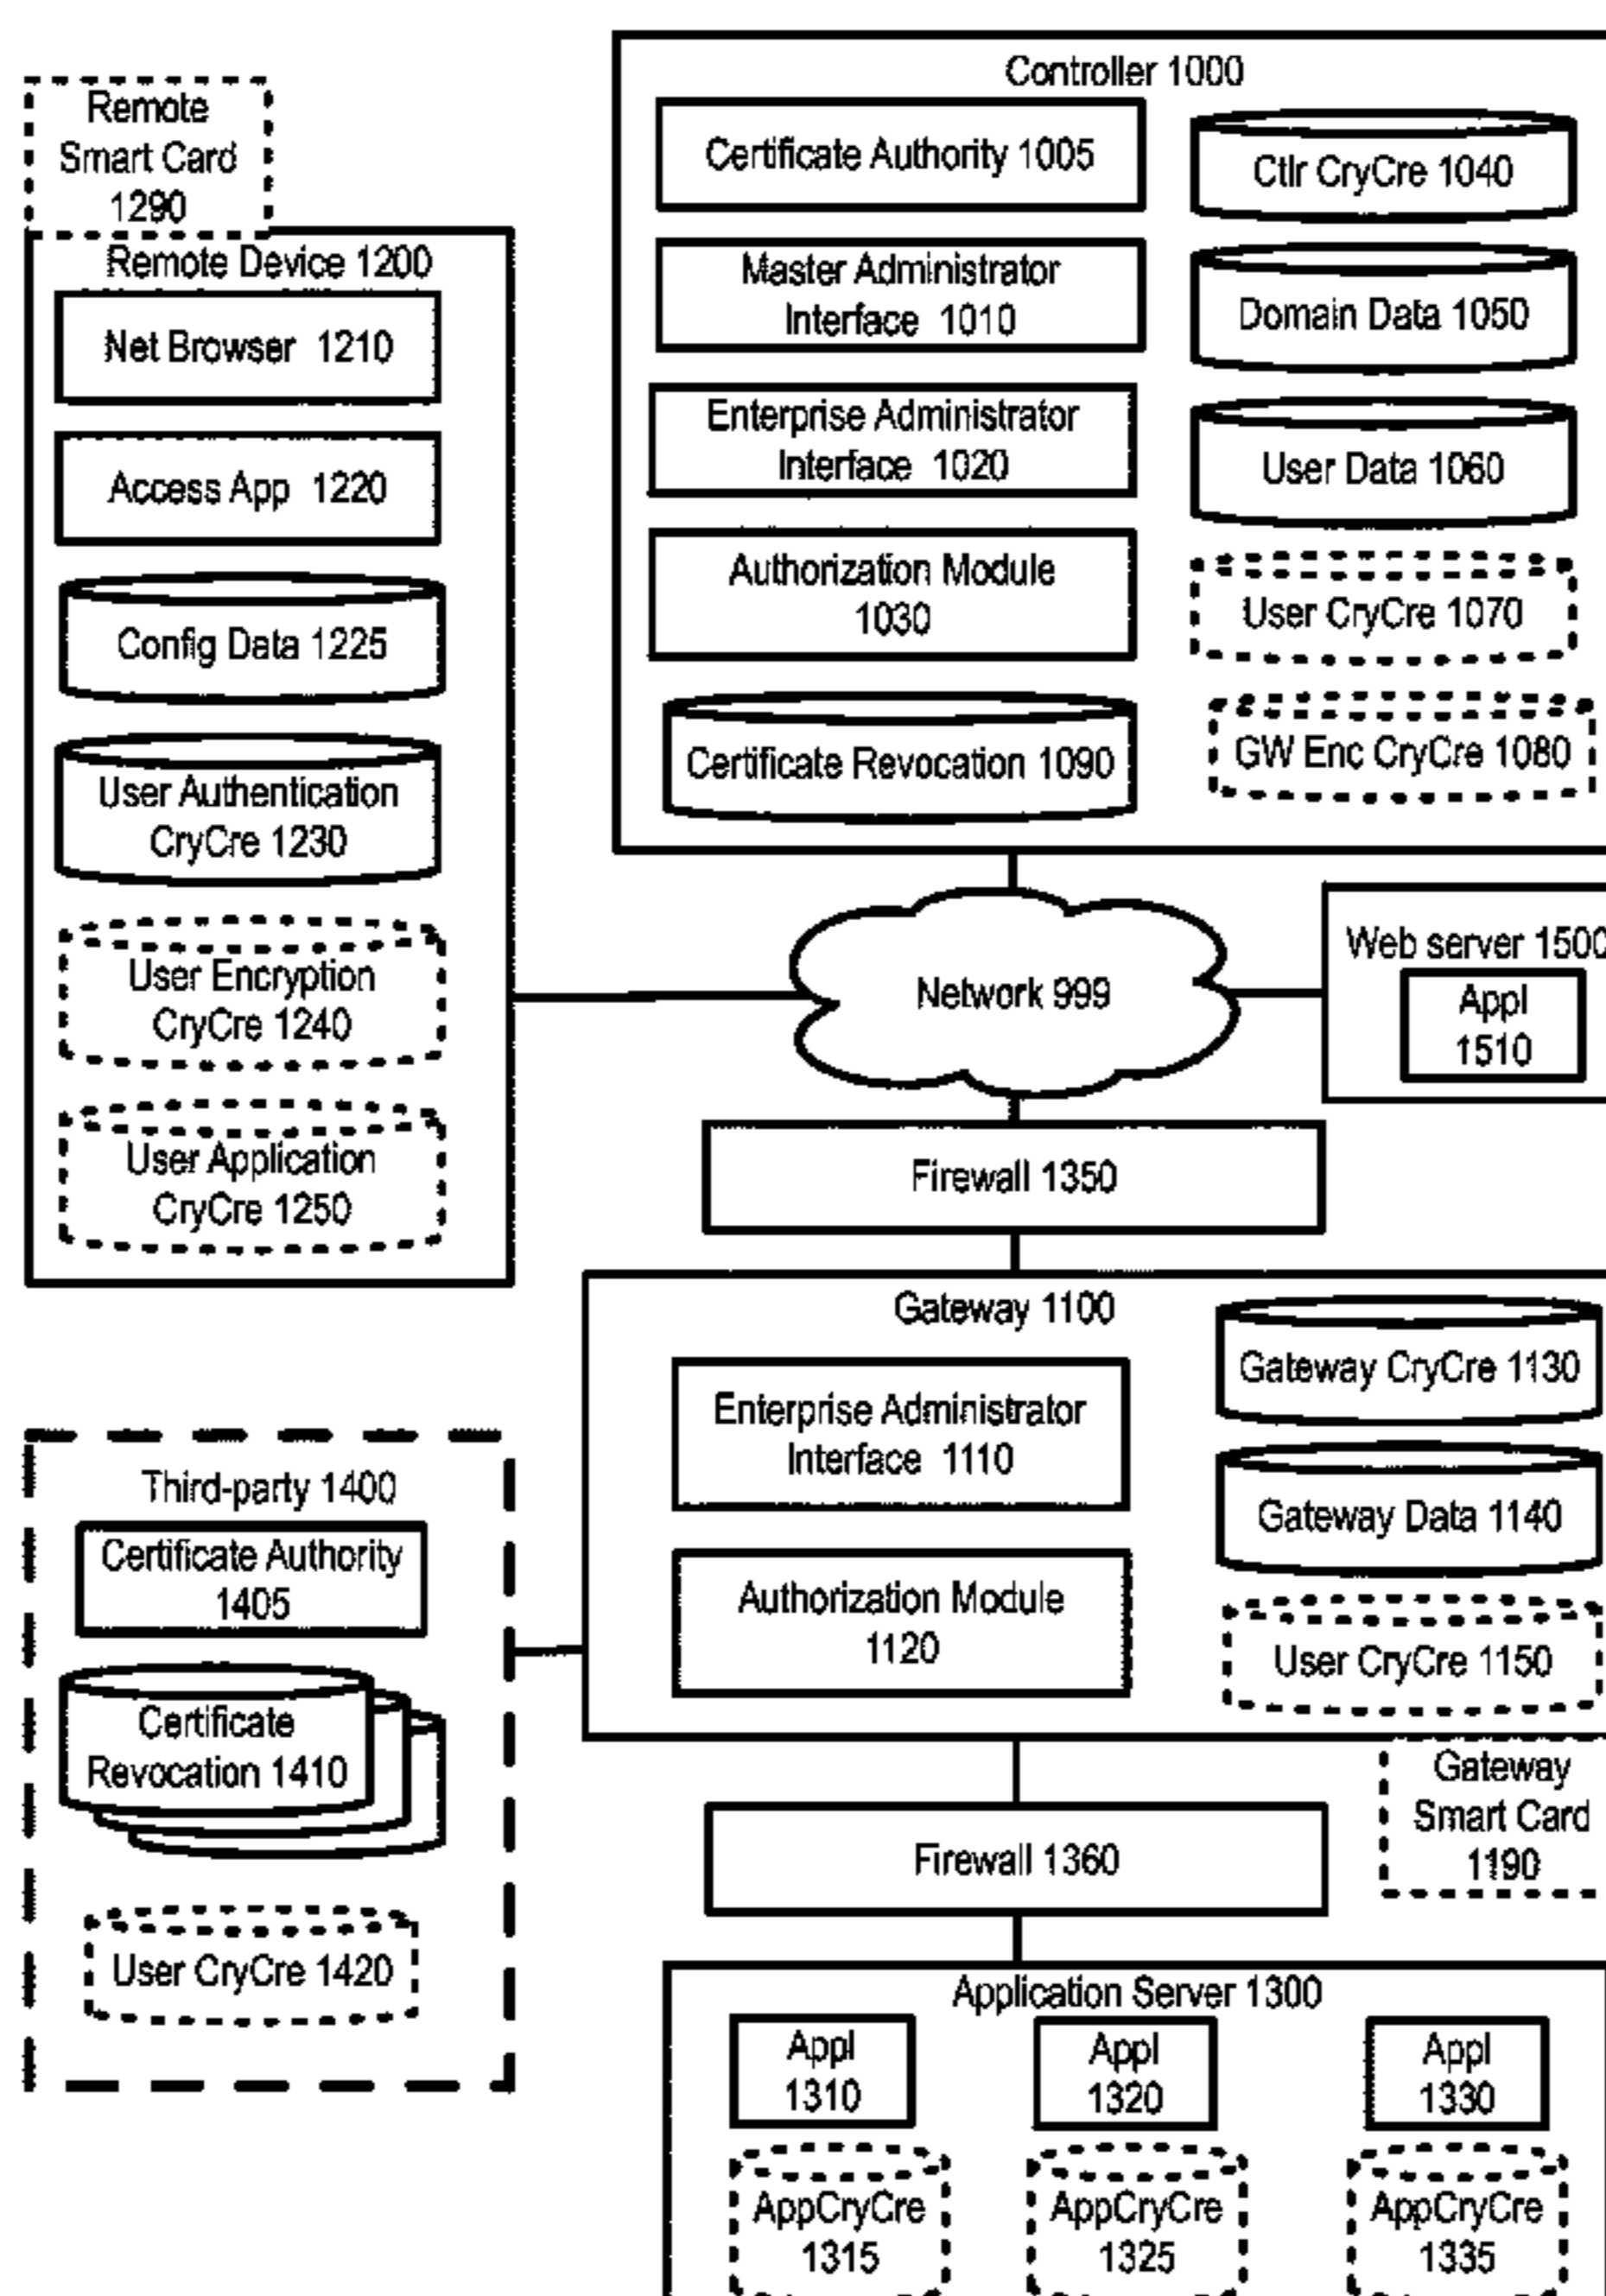 Remote
Smart Card
1290
Remote Device 1200
Net Browser 1210
Access App 1220
Config Data 1225
User Authentication
CryCre 1230
User Encryption
CryCre 1240
User Application
CryCre 1250
Controller 1000
Certificate Authority 1005
Master Administrator
Interface 1010
Enterprise Administrator
Interface 1020
Authorization Module
1030
Certificate Revocation 1090
Ctlr CryCre 1040
Domain Data 1050
User Data 1060
User CryCre 1070
GW Enc CryCre 1080
Network 999
Web server 1500
Appl
1510
Firewall 1350
Gateway 1100
Enterprise Administrator
Interface 1110
Authorization Module
1120
Gateway CryCre 1130
Gateway Data 1140
User CryCre 1150
Gateway
Smart Card
1190
Third-party 1400
Certificate Authority
1405
Certificate
Revocation 1410
User CryCre 1420
Firewall 1360
Application Server 1300
Appl
1310
Appl
1320
Appl
1330
AppCryCre
1315
AppCryCre
1325
AppCryCre
1335